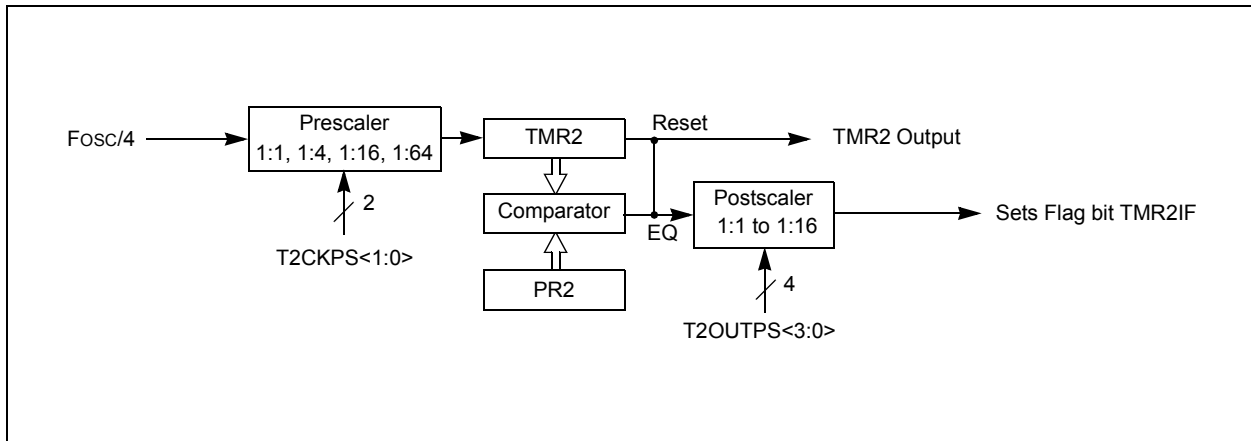 FOSC/4
Prescaler
1:1, 1:4, 1:16, 1:64
2
T2CKPS<1:0>
TMR2
Reset
TMR2 Output
Comparator
EQ
PR2
Postscaler
1:1 to 1:16
4
T2OUTPS<3:0>
Sets Flag bit TMR2IF